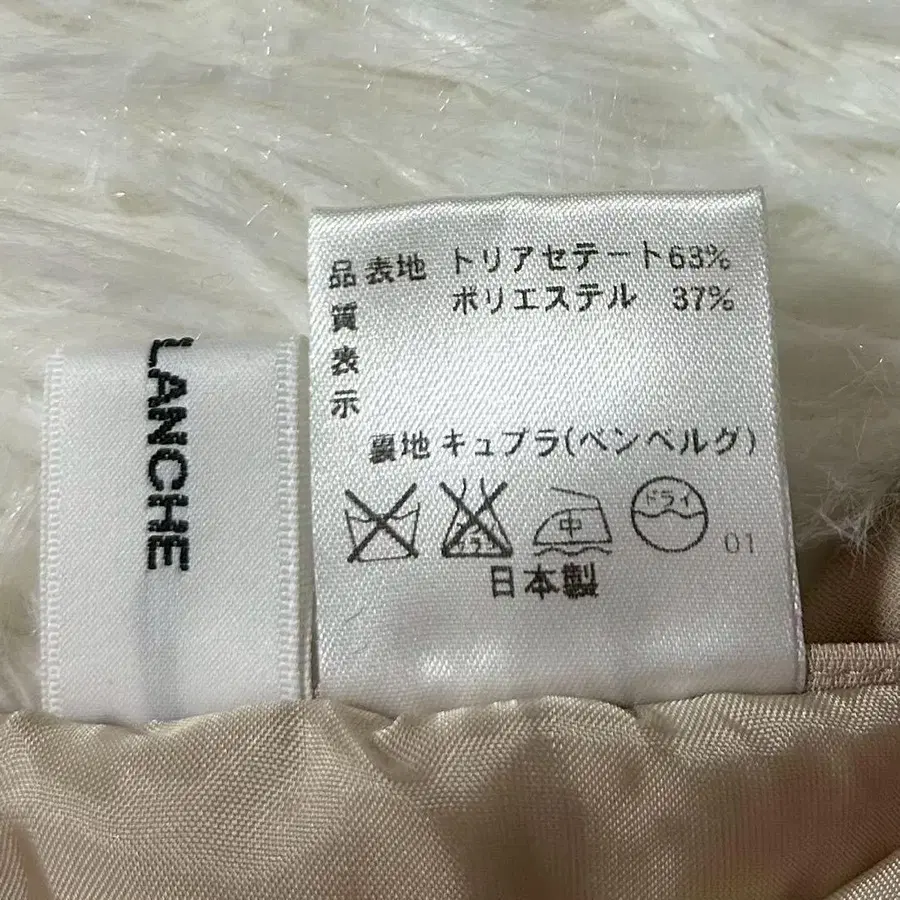 LANCHE
品質表示
表地 トリアセテート63%
ポリエステル 37%
裏地 キュプラ(ベンベルグ)
中
ドライ
01
日本製